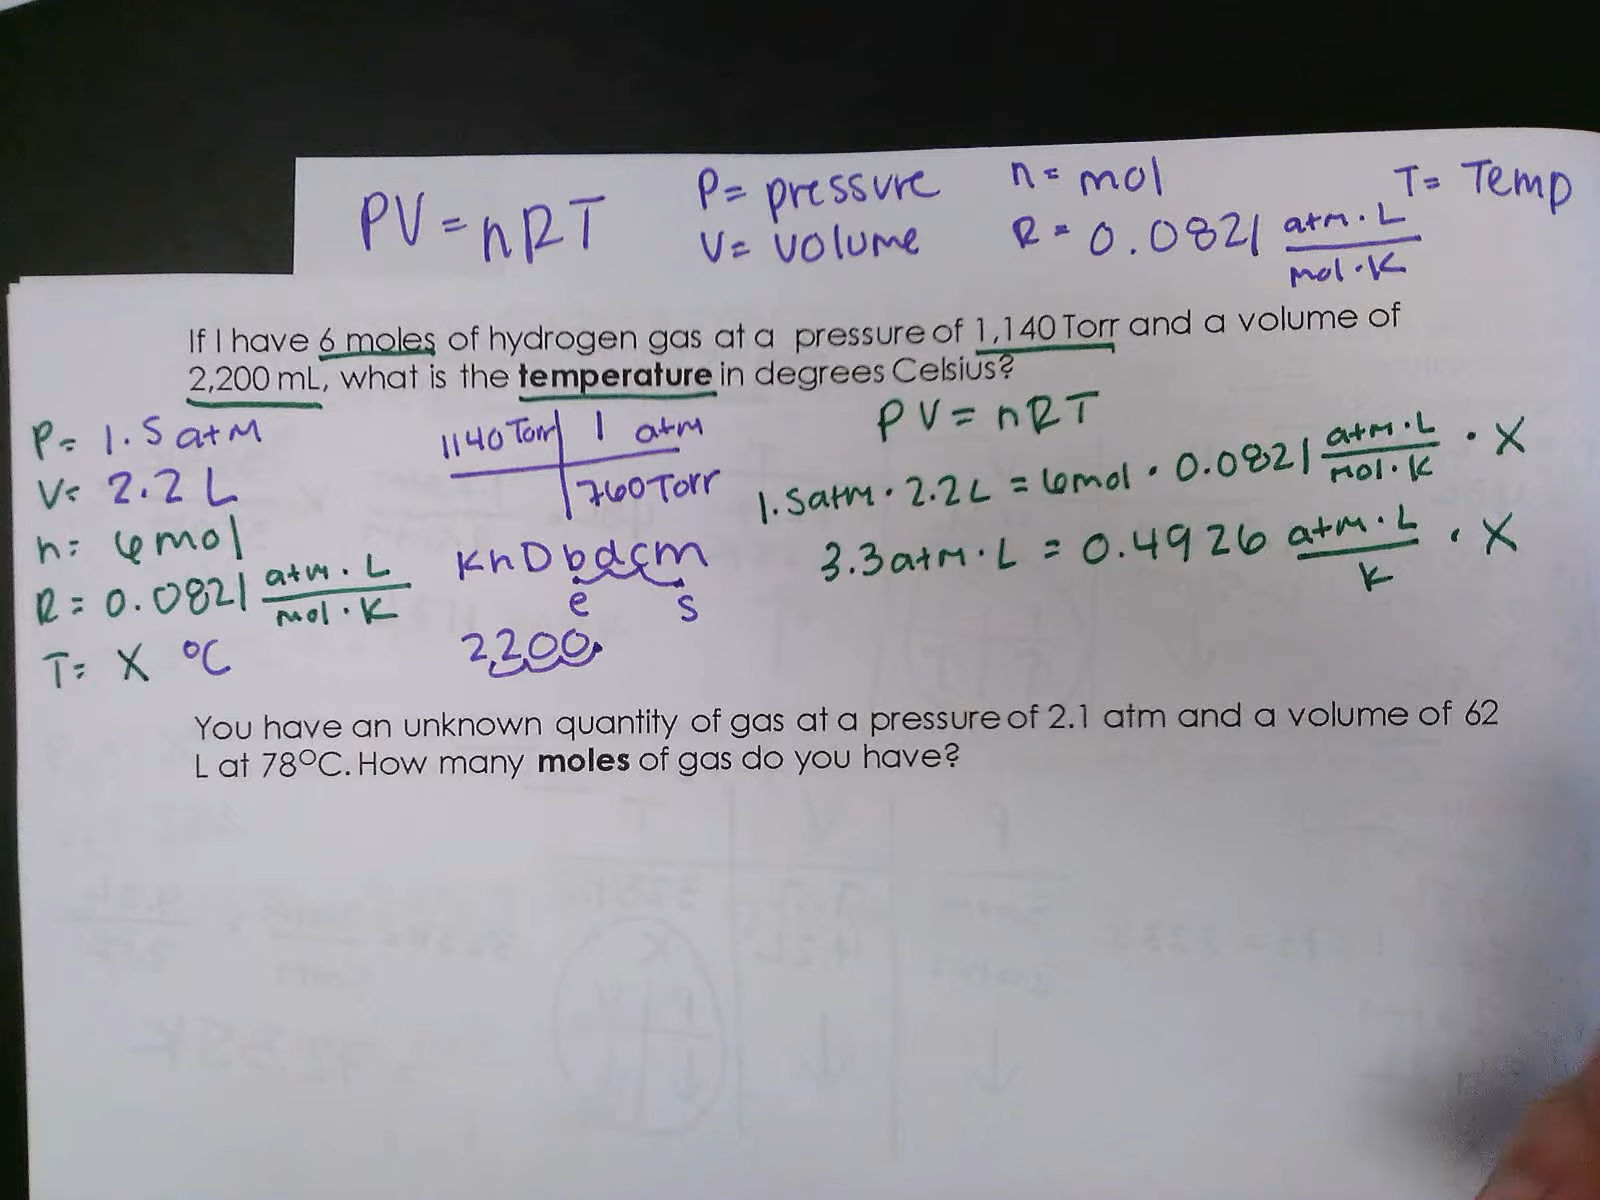 PV = nRT
P = pressure
V = volume
n = mol
R = 0.0821 atm·L / mol·K
T = Temp
If I have 6 moles of hydrogen gas at a pressure of 1,140 Torr and a volume of
2,200 mL, what is the temperature in degrees Celsius?
P = 1.5 atm
V = 2.2 L
n = 6 mol
R = 0.0821 atm·L / mol·K
T = X °C
1140 Torr | 1 atm
760 Torr
KhDbdcm
e s
2200.
PV = nRT
1.5 atm · 2.2 L = 6 mol · 0.0821 atm·L / mol·K · X
3.3 atm·L = 0.4926 atm·L / K · X
You have an unknown quantity of gas at a pressure of 2.1 atm and a volume of 62
L at 78°C. How many moles of gas do you have?